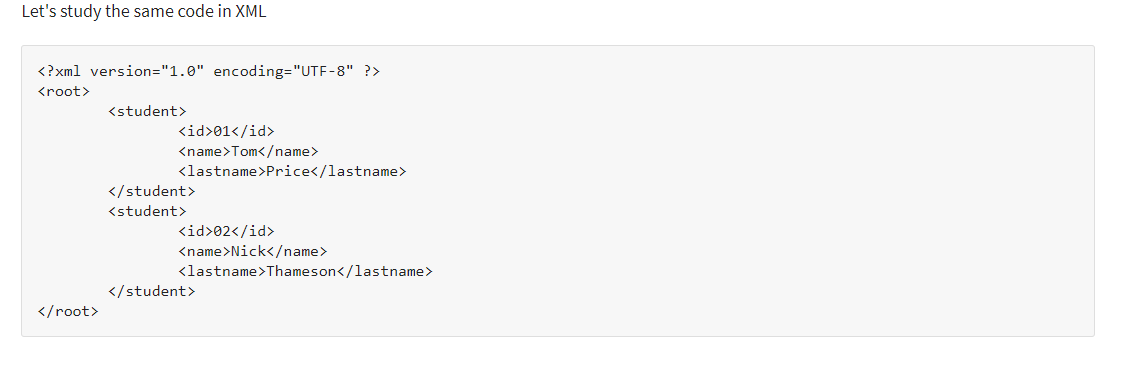 Let's study the same code in XML
<?xml version="1.0" encoding="UTF-8" ?>
<root>
        <student>
                <id>01</id>
                <name>Tom</name>
                <lastname>Price</lastname>
        </student>
        <student>
                <id>02</id>
                <name>Nick</name>
                <lastname>Thameson</lastname>
        </student>
</root>